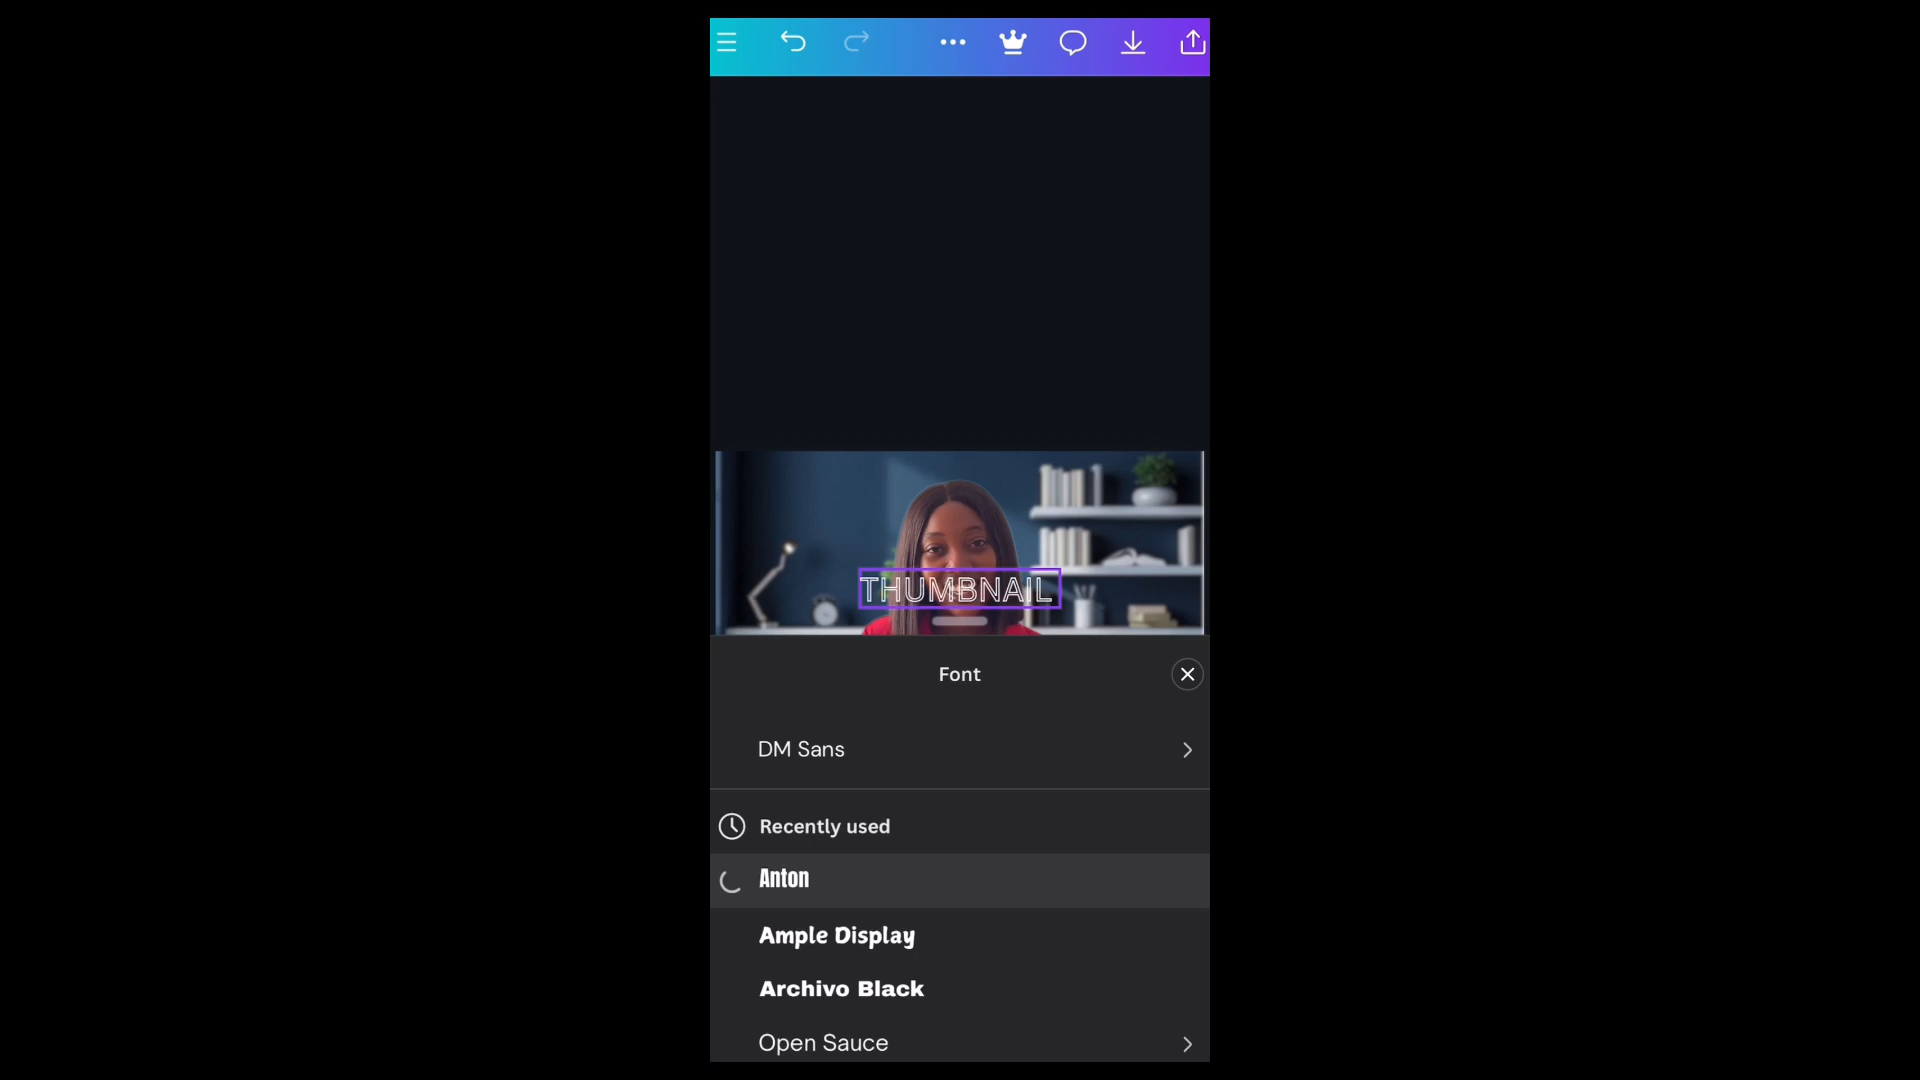 THUMBNAIL
Font
DM Sans
Recently used
Anton
Ample Display
Archivo Black
Open Sauce